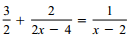 3/2 + 2/(2x − 4) = 1/(x − 2)